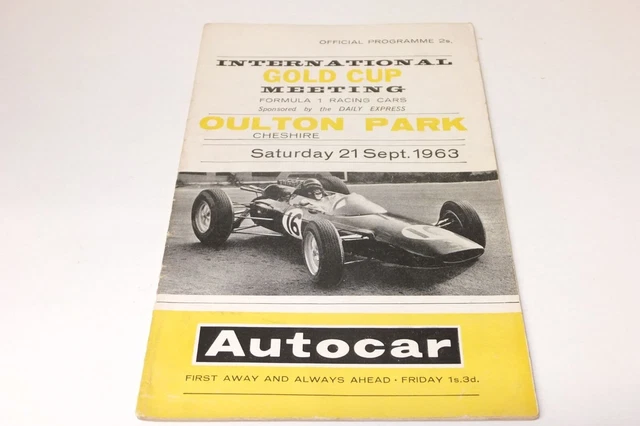 OFFICIAL PROGRAMME 2s.
INTERNATIONAL
GOLD CUP
MEETING
FORMULA 1 RACING CARS
Sponsored by the DAILY EXPRESS
OULTON PARK
CHESHIRE
Saturday 21 Sept. 1963
16
Autocar
FIRST AWAY AND ALWAYS AHEAD · FRIDAY 1s.3d.